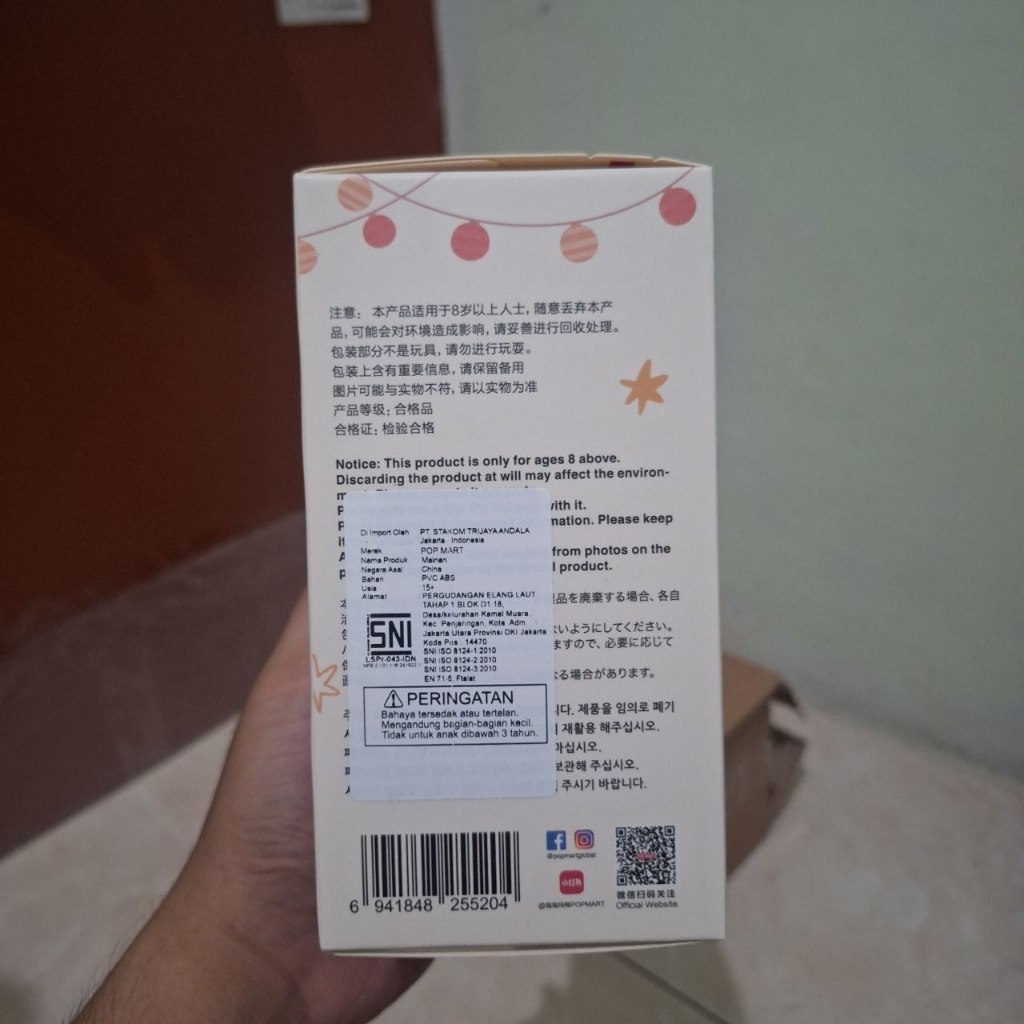 注意：本产品适用于8岁以上人士，随意丢弃本产
品，可能会对环境造成影响，请妥善进行回收处理。
包装部分不是玩具，请勿进行玩耍。
包装上含有重要信息，请保留备用
图片可能与实物不符，请以实物为准
产品等级：合格品
合格证：检验合格
Notice: This product is only for ages 8 above.
Discarding the product at will may affect the environ-
with it.
mation. Please keep
from photos on the
product.
Di Import Oleh PT STAKOM TRIJAYA ANDALA
Jakarta - Indonesia
Merek POP MART
Nama Produk Mainan
Negara Asal China
Bahan PVC ABS
Usia 15+
Alamat PERGUDANGAN ELANG LAUT
TAHAP 1 BLOK D1 18,
Desa/kelurahan Kamal Muara,
Kec. Penjaringan, Kota Adm.
Jakarta Utara Provinsi DKI Jakarta
Kode Pos : 14470
SNI ISO 8124-1:2010
SNI ISO 8124-2:2010
SNI ISO 8124-3:2010
EN 71-5, Ftalat
SNI
LSPr-043-IDN
PERINGATAN
Bahaya tersedak atau tertelan.
Mengandung bagian-bagian kecil.
Tidak untuk anak dibawah 3 tahun.
品を廃棄する場合、各自
ないようにしてください。
ますので、必要に応じて
なる場合があります。
니다. 제품을 임의로 폐기
재활용 해주십시오.
마십시오.
보관해 주십시오.
주시기 바랍니다.
6 941848 255204
@popmartglobal
小红书
POPMART
微信扫码关注
Official Website